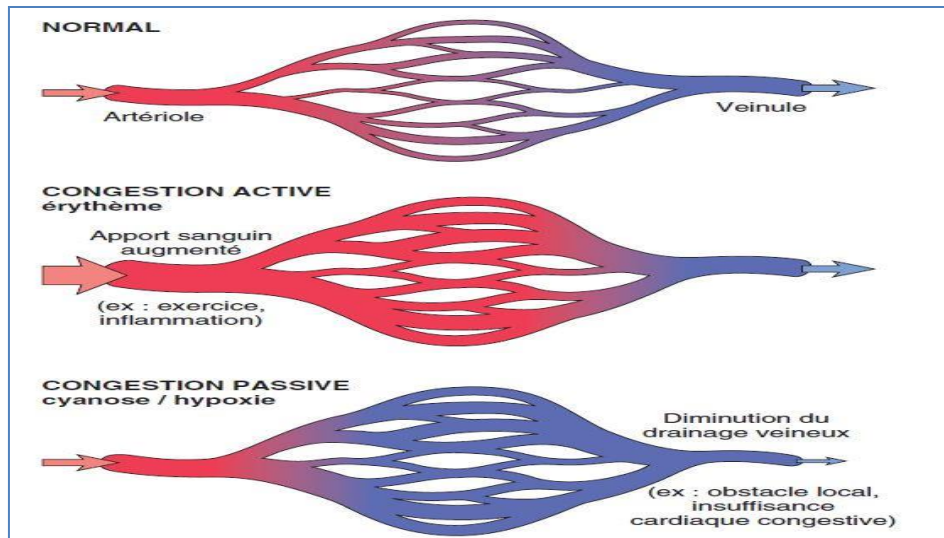 NORMAL
Artériole
Veinule
CONGESTION ACTIVE
érythème
Apport sanguin
augmenté
(ex : exercice,
inflammation)
CONGESTION PASSIVE
cyanose / hypoxie
Diminution du
drainage veineux
(ex : obstacle local,
insuffisance
cardiaque congestive)